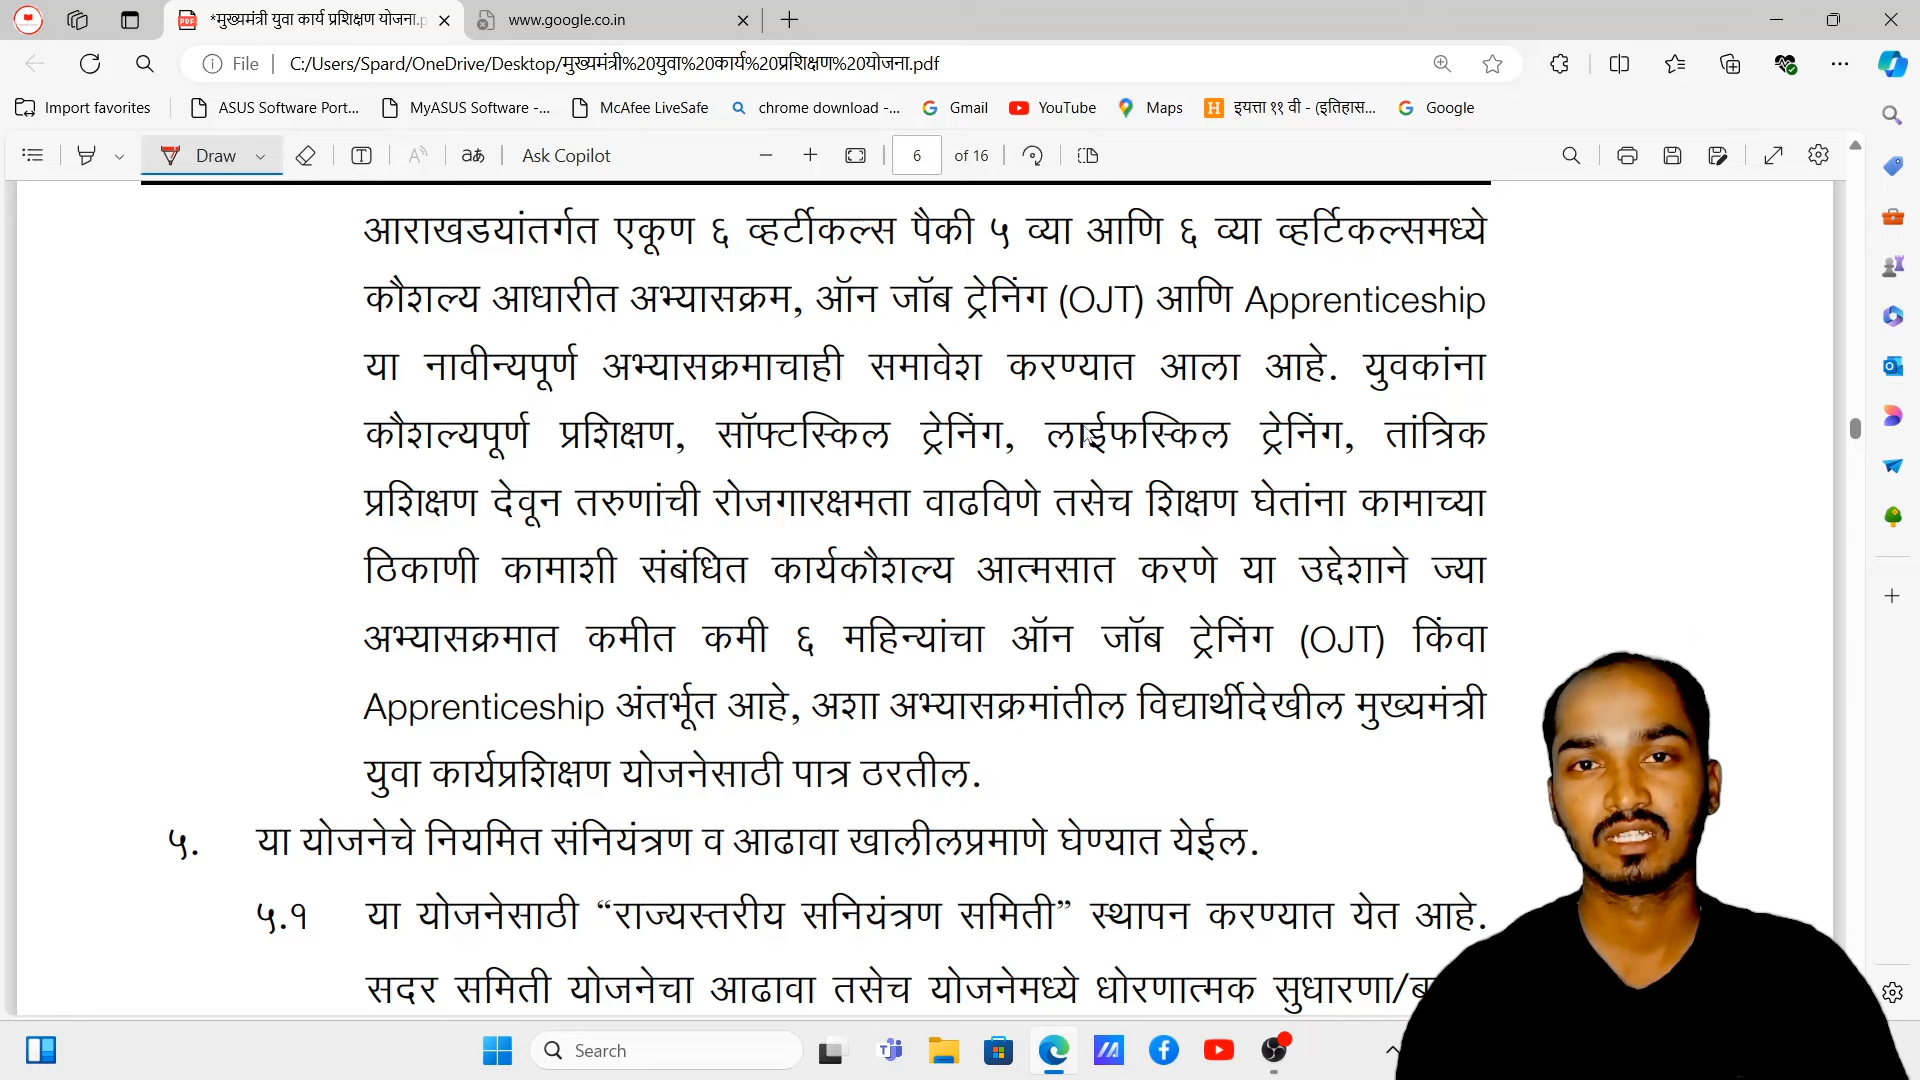 *मुख्यमंत्री युवा कार्य प्रशिक्षण योजना.p
www.google.co.in
File
C:/Users/Spard/OneDrive/Desktop/मुख्यमंत्री%20युवा%20कार्य%20प्रशिक्षण%20योजना.pdf
Import favorites
ASUS Software Port...
MyASUS Software -...
McAfee LiveSafe
chrome download -...
Gmail
YouTube
Maps
इयत्ता ११ वी - (इतिहास...
Google
Draw
Ask Copilot
6 of 16
आराखडयांतर्गत एकूण ६ व्हर्टीकल्स पैकी ५ व्या आणि ६ व्या व्हर्टिकल्समध्ये
कौशल्य आधारीत अभ्यासक्रम, ऑन जॉब ट्रेनिंग (OJT) आणि Apprenticeship
या नावीन्यपूर्ण अभ्यासक्रमाचाही समावेश करण्यात आला आहे. युवकांना
कौशल्यपूर्ण प्रशिक्षण, सॉफ्टस्किल ट्रेनिंग, लाईफस्किल ट्रेनिंग, तांत्रिक
प्रशिक्षण देवून तरुणांची रोजगारक्षमता वाढविणे तसेच शिक्षण घेतांना कामाच्या
ठिकाणी कामाशी संबंधित कार्यकौशल्य आत्मसात करणे या उद्देशाने ज्या
अभ्यासक्रमात कमीत कमी ६ महिन्यांचा ऑन जॉब ट्रेनिंग (OJT) किंवा
Apprenticeship अंतर्भूत आहे, अशा अभ्यासक्रमांतील विद्यार्थीदेखील मुख्यमंत्री
युवा कार्यप्रशिक्षण योजनेसाठी पात्र ठरतील.
५. या योजनेचे नियमित संनियंत्रण व आढावा खालीलप्रमाणे घेण्यात येईल.
५.१ या योजनेसाठी “राज्यस्तरीय सनियंत्रण समिती” स्थापन करण्यात येत आहे.
सदर समिती योजनेचा आढावा तसेच योजनेमध्ये धोरणात्मक सुधारणा/
Search